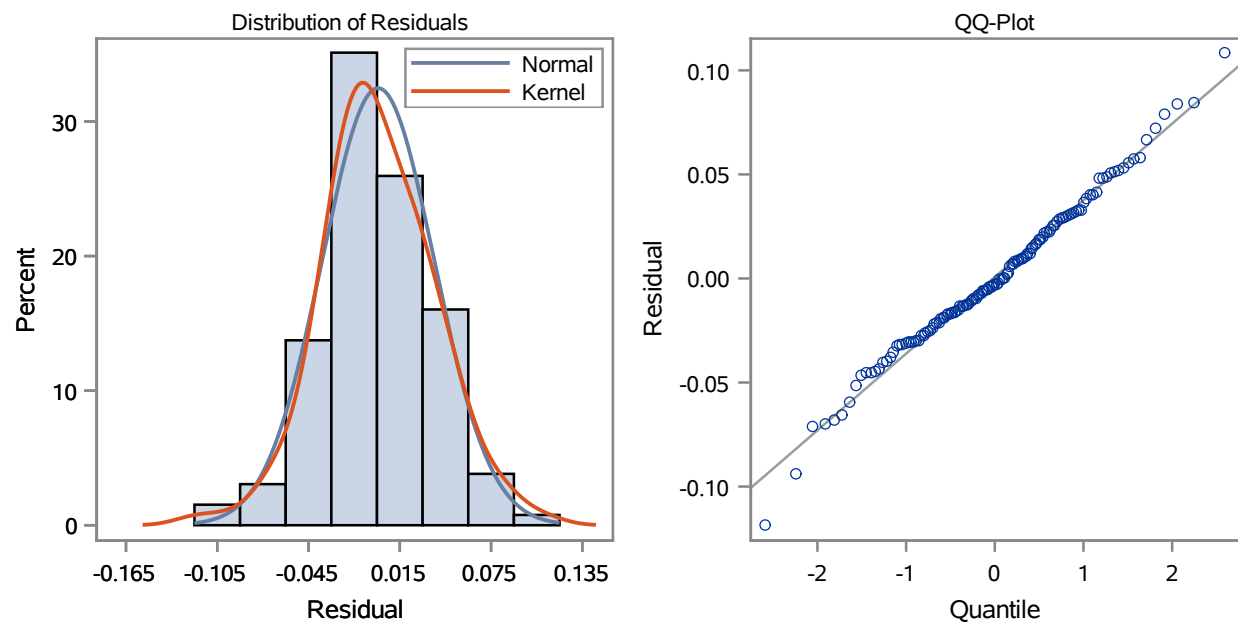 Distribution of Residuals
Normal
Kernel
30
20
10
0
Percent
-0.165 -0.105 -0.045 0.015 0.075 0.135
Residual
QQ-Plot
0.10
0.05
0.00
-0.05
-0.10
Residual
-2 -1 0 1 2
Quantile